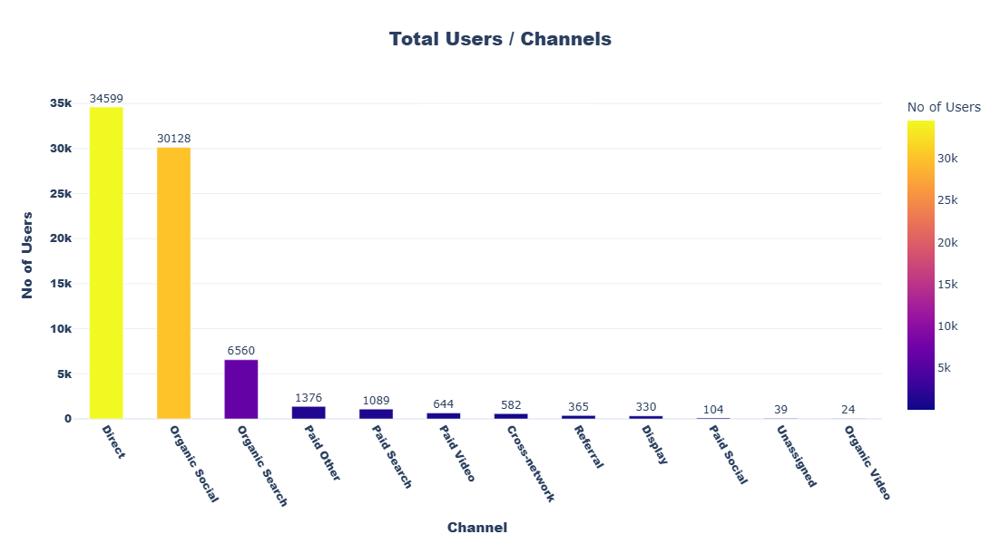 Total Users / Channels
No of Users
35k
30k
25k
20k
15k
10k
5k
0
34599
30128
6560
1376
1089
644
582
365
330
104
39
24
Direct
Organic Social
Organic Search
Paid Other
Paid Search
Paid Video
Cross-network
Referral
Display
Paid Social
Unassigned
Organic Video
Channel
No of Users
30k
25k
20k
15k
10k
5k